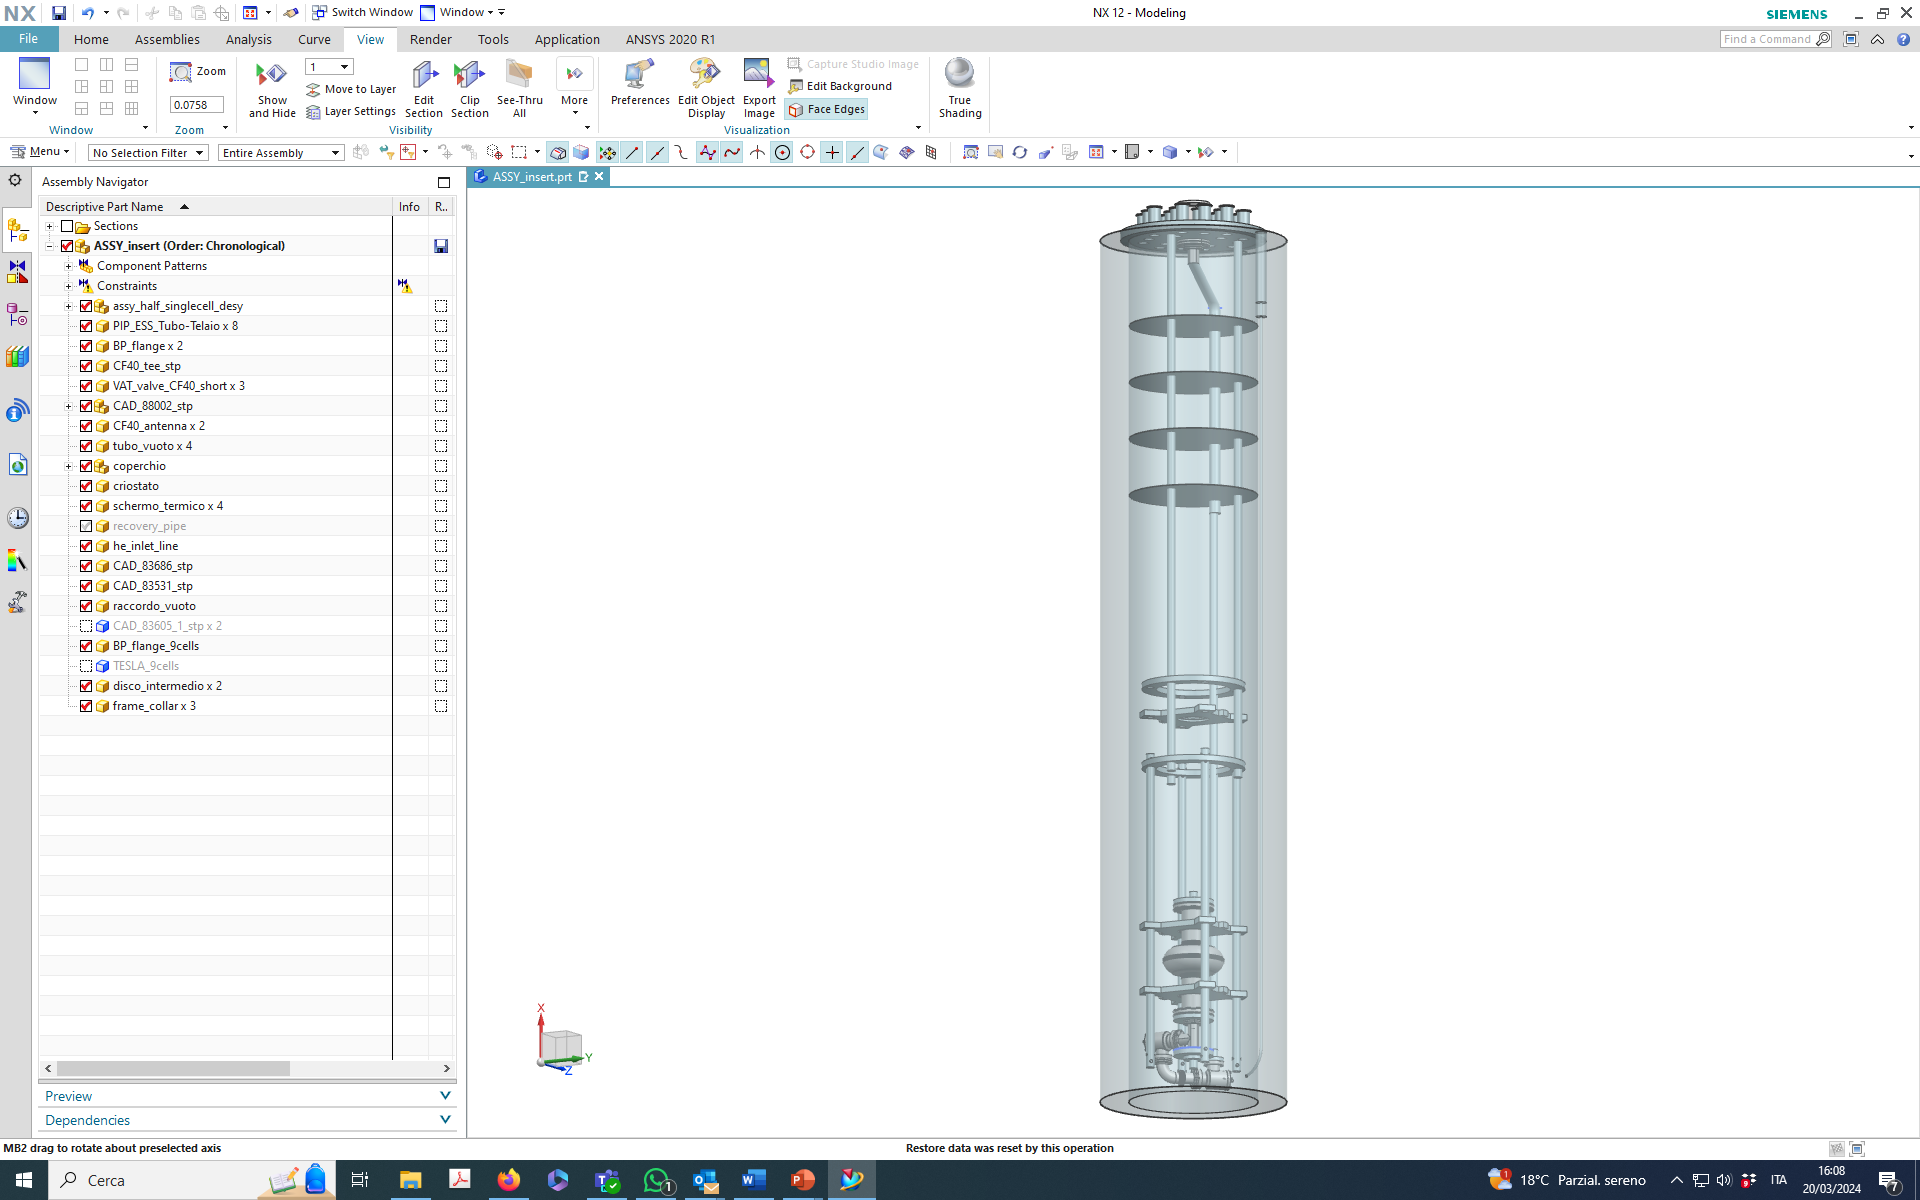 NX
Switch Window
Window
NX 12 - Modeling
SIEMENS
File
Home
Assemblies
Analysis
Curve
View
Render
Tools
Application
ANSYS 2020 R1
Find a Command
Window
Zoom
0.0758
Show and Hide
1
Move to Layer
Layer Settings
Edit Section
Clip Section
See-Thru All
More
Preferences
Edit Object Display
Export Image
Capture Studio Image
Edit Background
Face Edges
True Shading
Window
Zoom
Visibility
Visualization
Menu
No Selection Filter
Entire Assembly
Assembly Navigator
ASSY_insert.prt
Descriptive Part Name
Info
R..
Sections
ASSY_insert (Order: Chronological)
Component Patterns
Constraints
assy_half_singlecell_desy
PIP_ESS_Tubo-Telaio x 8
BP_flange x 2
CF40_tee_stp
VAT_valve_CF40_short x 3
CAD_88002_stp
CF40_antenna x 2
tubo_vuoto x 4
coperchio
criostato
schermo_termico x 4
recovery_pipe
he_inlet_line
CAD_83686_stp
CAD_83531_stp
raccordo_vuoto
CAD_83605_1_stp x 2
BP_flange_9cells
TESLA_9cells
disco_intermedio x 2
frame_collar x 3
X
Y
Z
Preview
Dependencies
MB2 drag to rotate about preselected axis
Restore data was reset by this operation
Cerca
1
1
18°C Parzial. sereno
ITA
16:08
20/03/2024
7